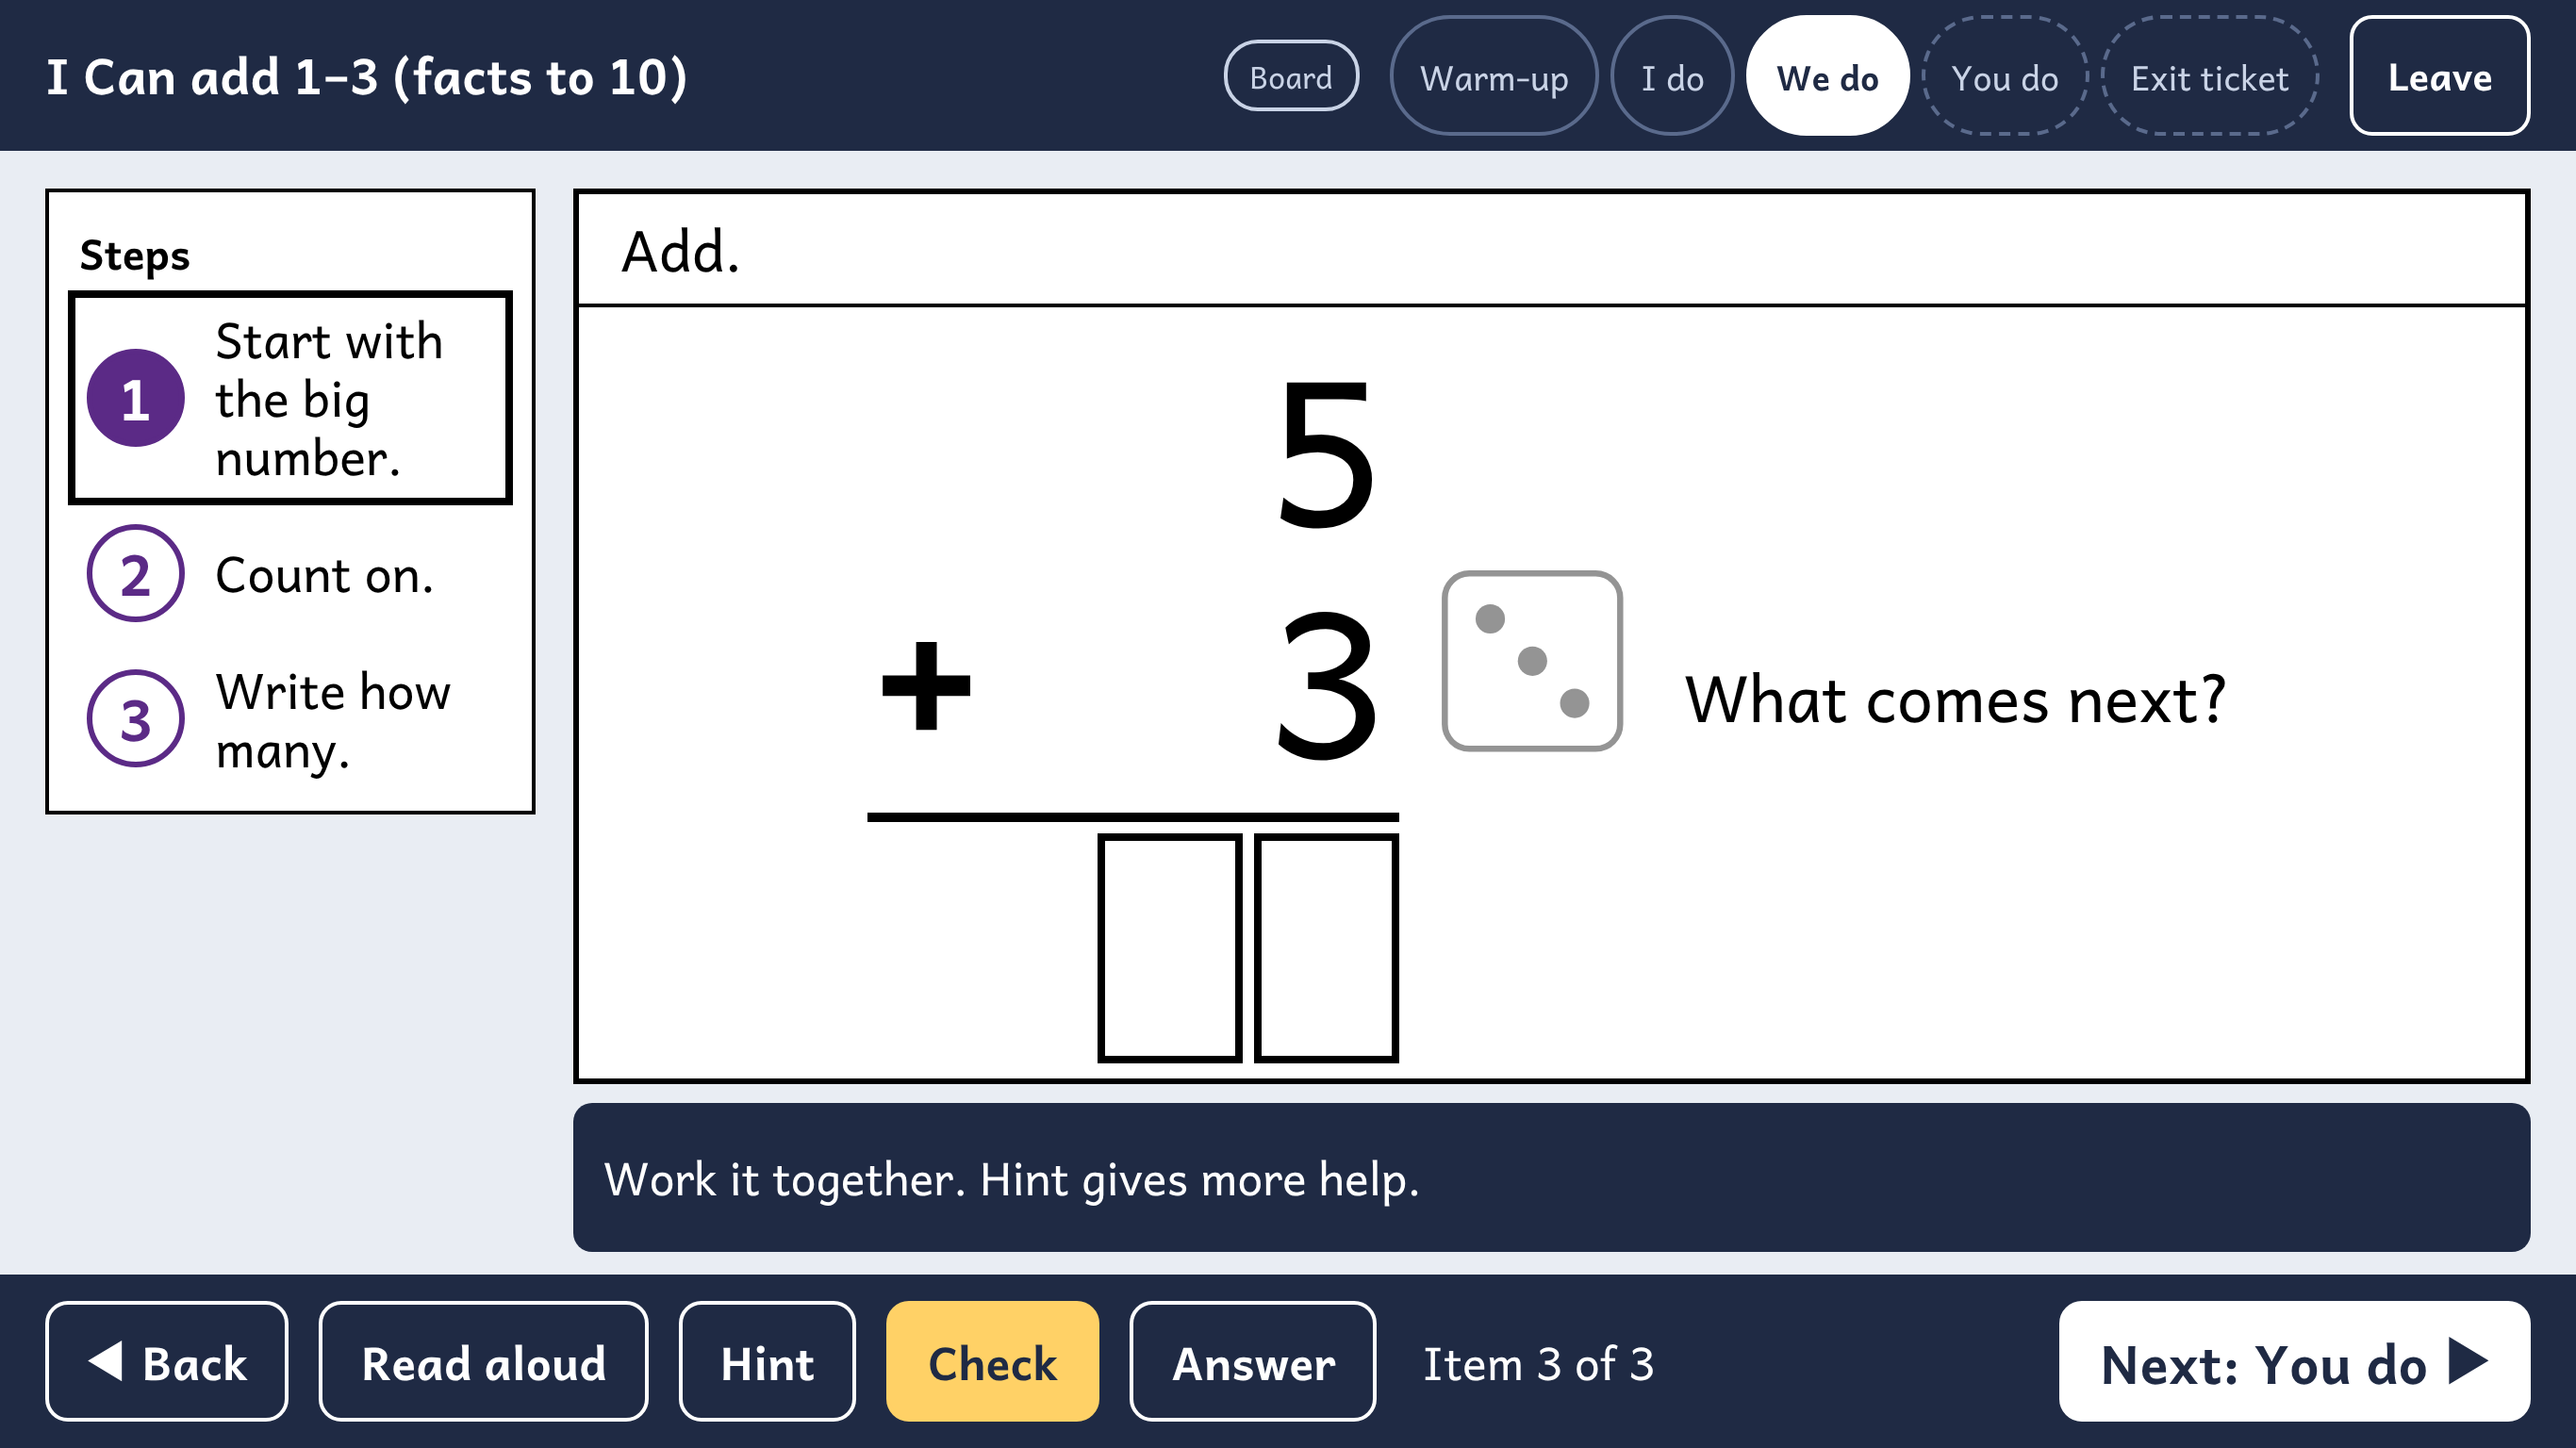 I Can add 1–3 (facts to 10)
Board
Warm-up
I do
We do
You do
Exit ticket
Leave
Steps
1
Start with
the big
number.
2
Count on.
3
Write how
many.
Add.
5
+ 3
What comes next?
Work it together. Hint gives more help.
◀ Back
Read aloud
Hint
Check
Answer
Item 3 of 3
Next: You do ▶